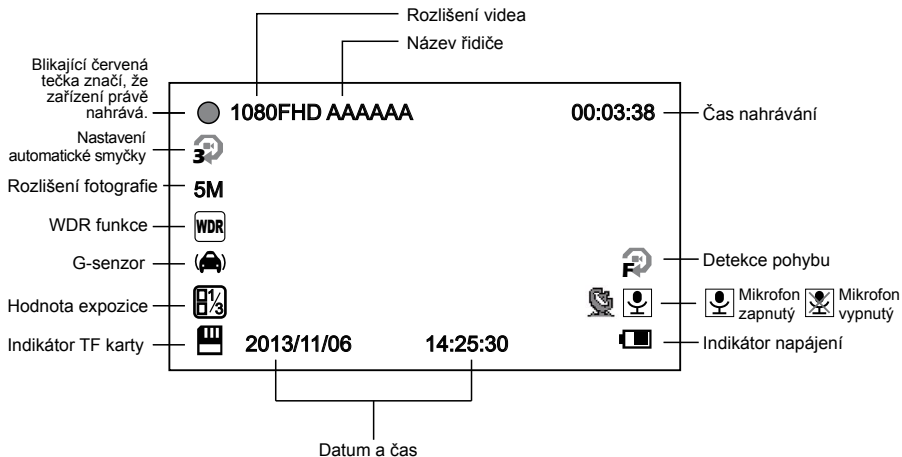 Rozlišení videa
Název řidiče
Blikající červená
tečka značí, že
zařízení právě
nahrává.
1080FHD AAAAAA
00:03:38
Čas nahrávání
Nastavení
automatické smyčky
3
Rozlišení fotografie
5M
WDR funkce
WDR
G-senzor
F
Detekce pohybu
Hodnota expozice
1/3
Mikrofon
zapnutý
Mikrofon
vypnutý
Indikátor TF karty
2013/11/06
14:25:30
Indikátor napájení
Datum a čas